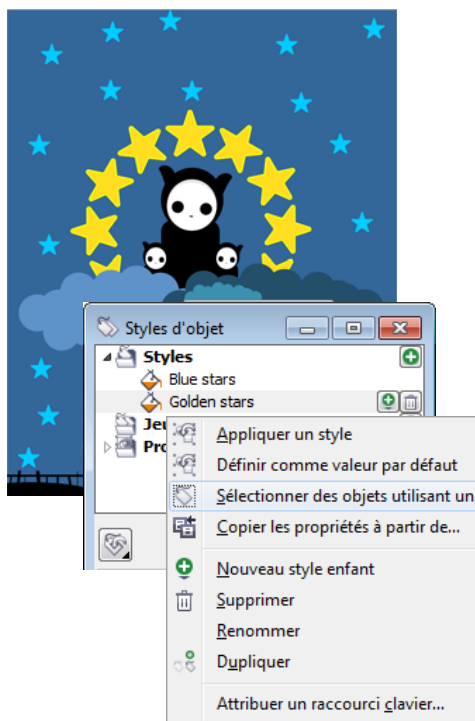 Styles d'objet
Styles
Blue stars
Golden stars
Jeu
Pro
Appliquer un style
Définir comme valeur par défaut
Sélectionner des objets utilisant un
Copier les propriétés à partir de...
Nouveau style enfant
Supprimer
Renommer
Dupliquer
Attribuer un raccourci clavier...